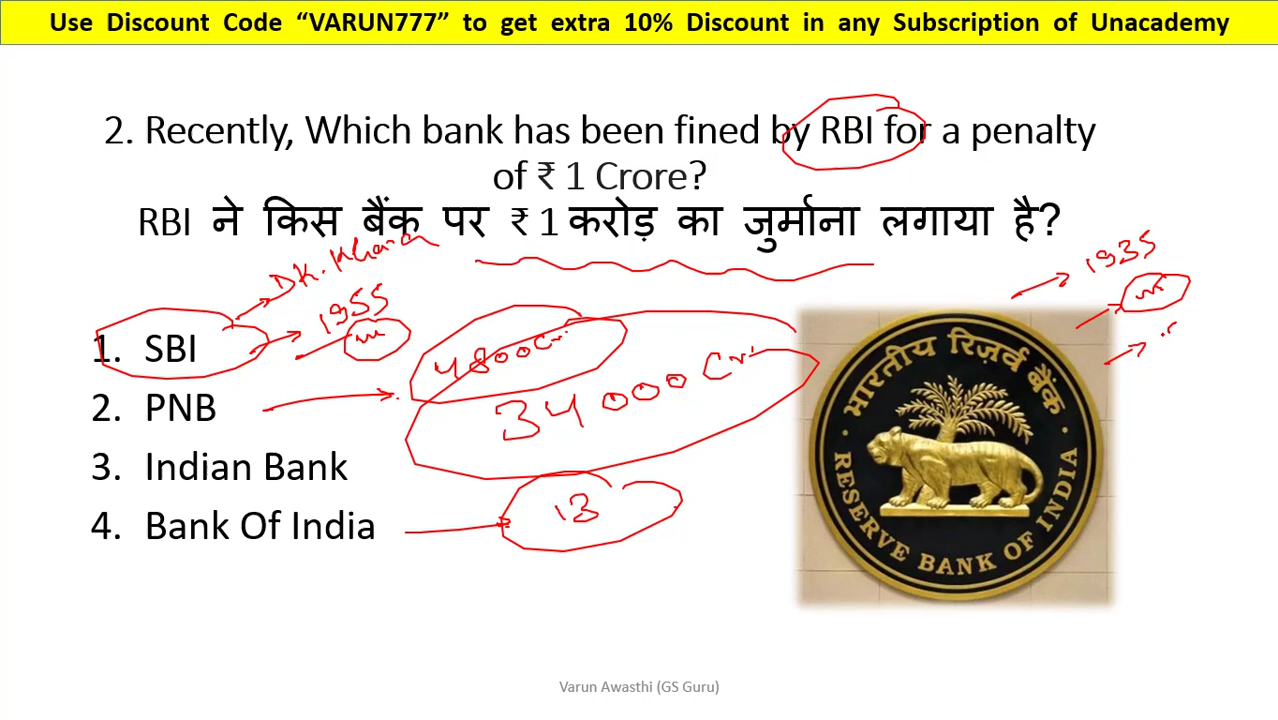 Use Discount Code “VARUN777” to get extra 10% Discount in any Subscription of Unacademy
2. Recently, Which bank has been fined by RBI for a penalty
of ₹ 1 Crore?
RBI ने किस बैंक पर ₹ 1 करोड़ का जुर्माना लगाया है?
DK. Khara
1955
1935
1. SBI
4800Cr.
2. PNB
34000 Cr.
3. Indian Bank
4. Bank Of India
13
भारतीय रिज़र्व बैंक
RESERVE BANK OF INDIA
Varun Awasthi (GS Guru)